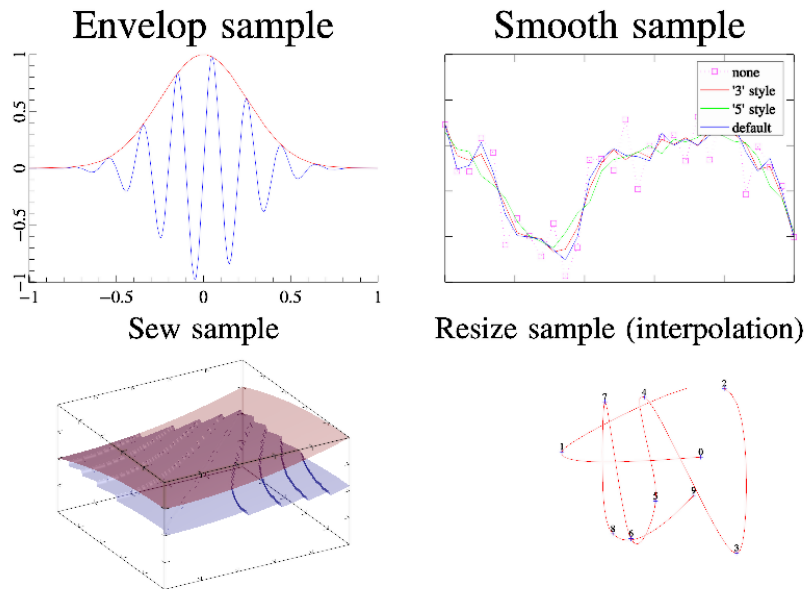 Envelop sample
Smooth sample
1
0.5
0
−0.5
−1
−1
−0.5
0
0.5
1
none
'3' style
'5' style
default
Sew sample
Resize sample (interpolation)
7
4
2
1
0
5
9
8
6
3